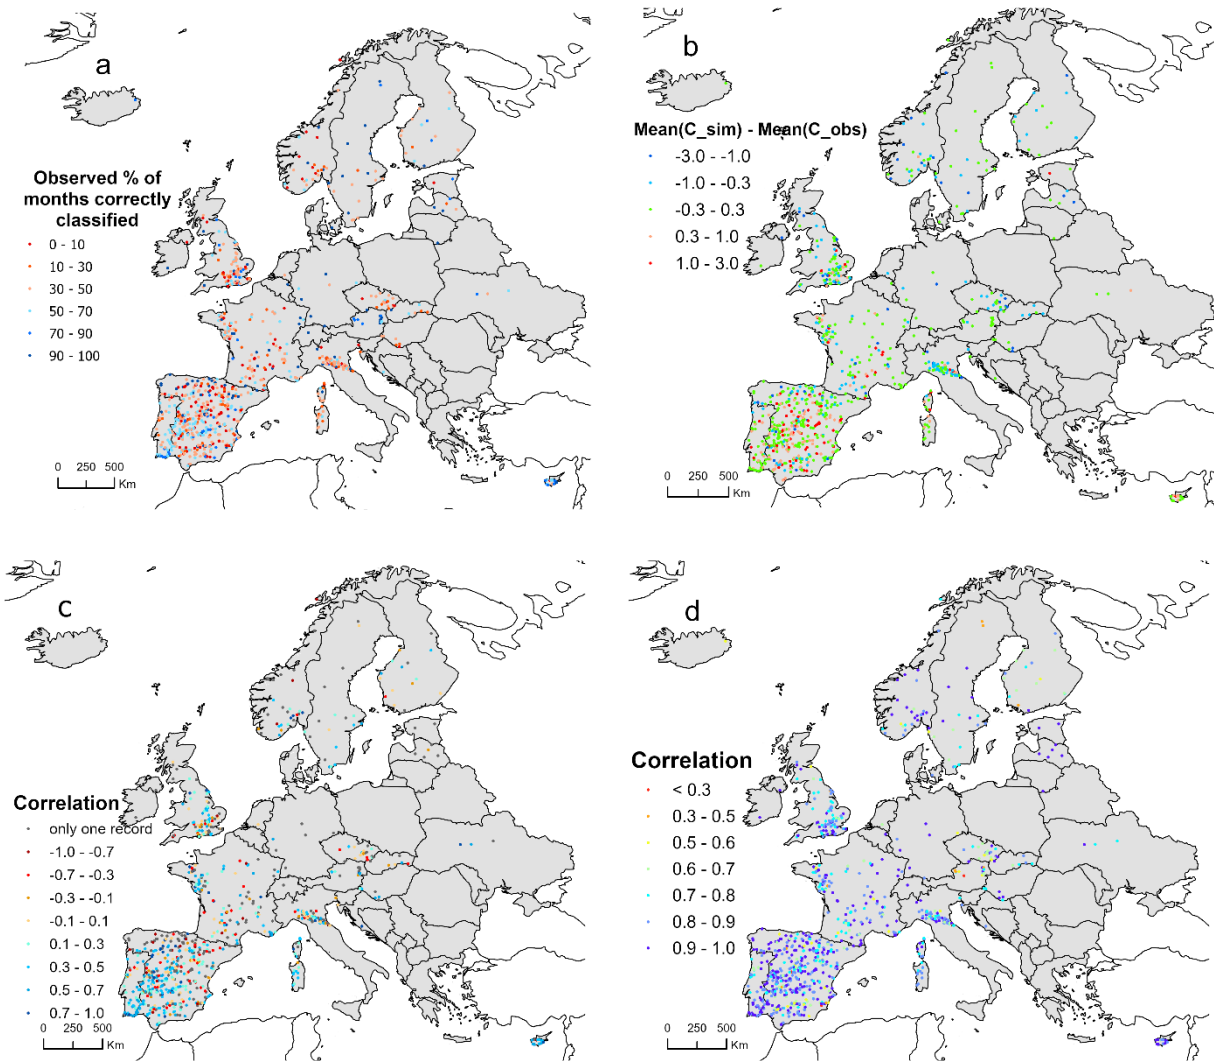 a
Observed % of
months correctly
classified
0 - 10
10 - 30
30 - 50
50 - 70
70 - 90
90 - 100
0 250 500
Km
b
Mean(C_sim) - Mean(C_obs)
-3.0 - -1.0
-1.0 - -0.3
-0.3 - 0.3
0.3 - 1.0
1.0 - 3.0
0 250 500
Km
c
Correlation
only one record
-1.0 - -0.7
-0.7 - -0.3
-0.3 - -0.1
-0.1 - 0.1
0.1 - 0.3
0.3 - 0.5
0.5 - 0.7
0.7 - 1.0
0 250 500
Km
d
Correlation
< 0.3
0.3 - 0.5
0.5 - 0.6
0.6 - 0.7
0.7 - 0.8
0.8 - 0.9
0.9 - 1.0
0 250 500
Km